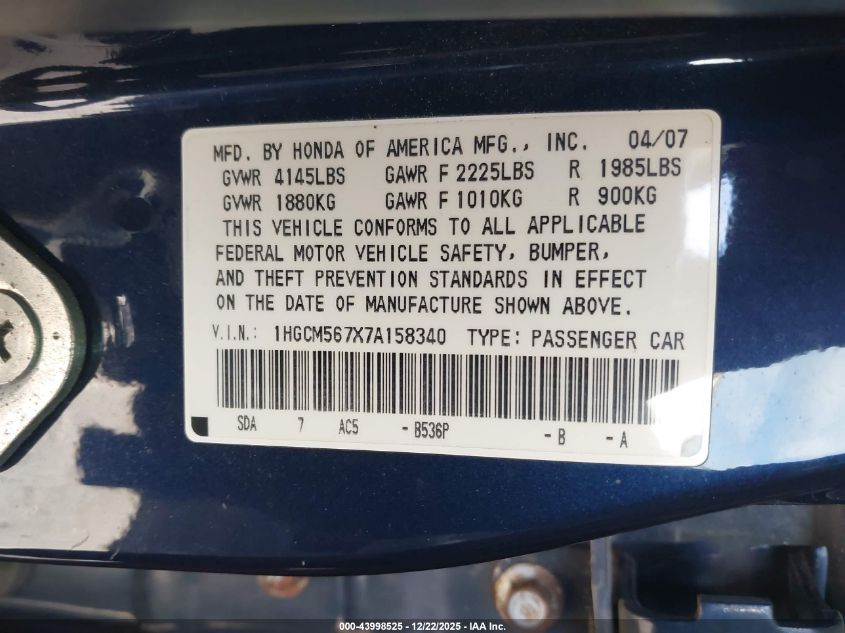 MFD. BY HONDA OF AMERICA MFG., INC. 04/07
GVWR 4145LBS GAWR F 2225LBS R 1985LBS
GVWR 1880KG GAWR F 1010KG R 900KG
THIS VEHICLE CONFORMS TO ALL APPLICABLE
FEDERAL MOTOR VEHICLE SAFETY, BUMPER,
AND THEFT PREVENTION STANDARDS IN EFFECT
ON THE DATE OF MANUFACTURE SHOWN ABOVE.
V.I.N.: 1HGCM567X7A158340 TYPE: PASSENGER CAR
SDA 7 AC5 - B536P - B - A
000-43998525 - 12/22/2025 - IAA Inc.